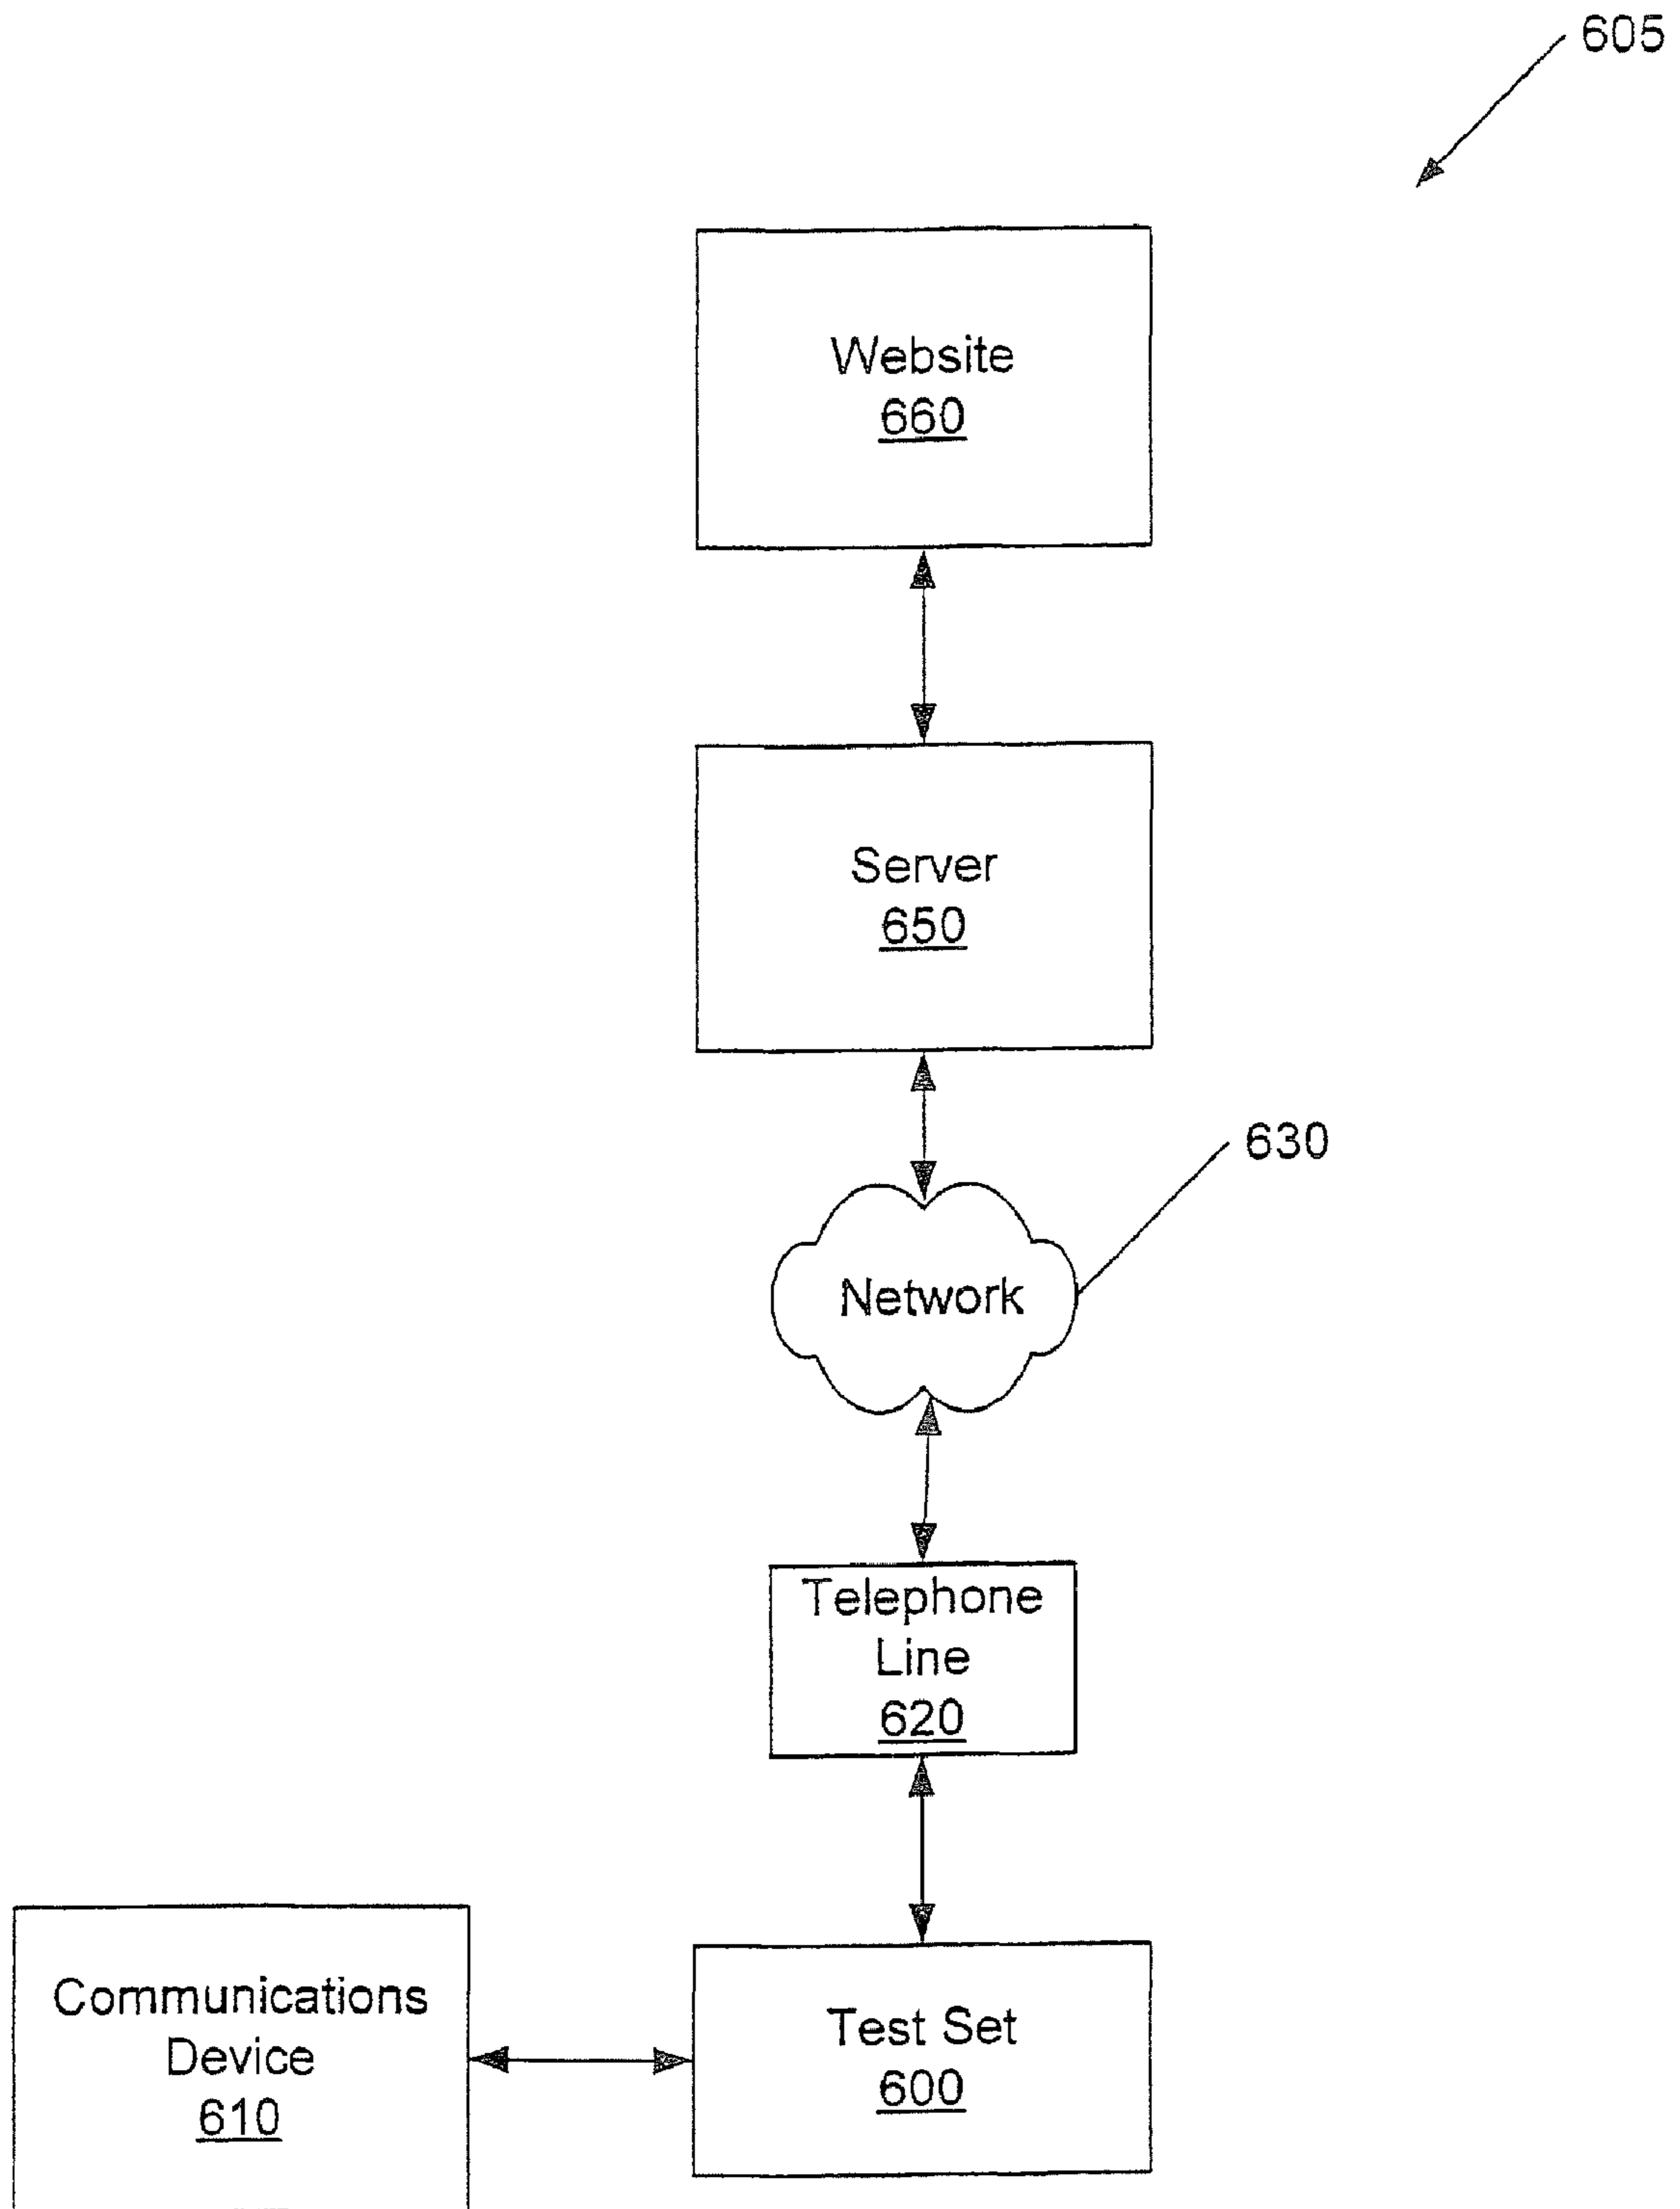 605
Website
660
Server
650
630
Network
Telephone
Line
620
Communications
Device
610
Test Set
600